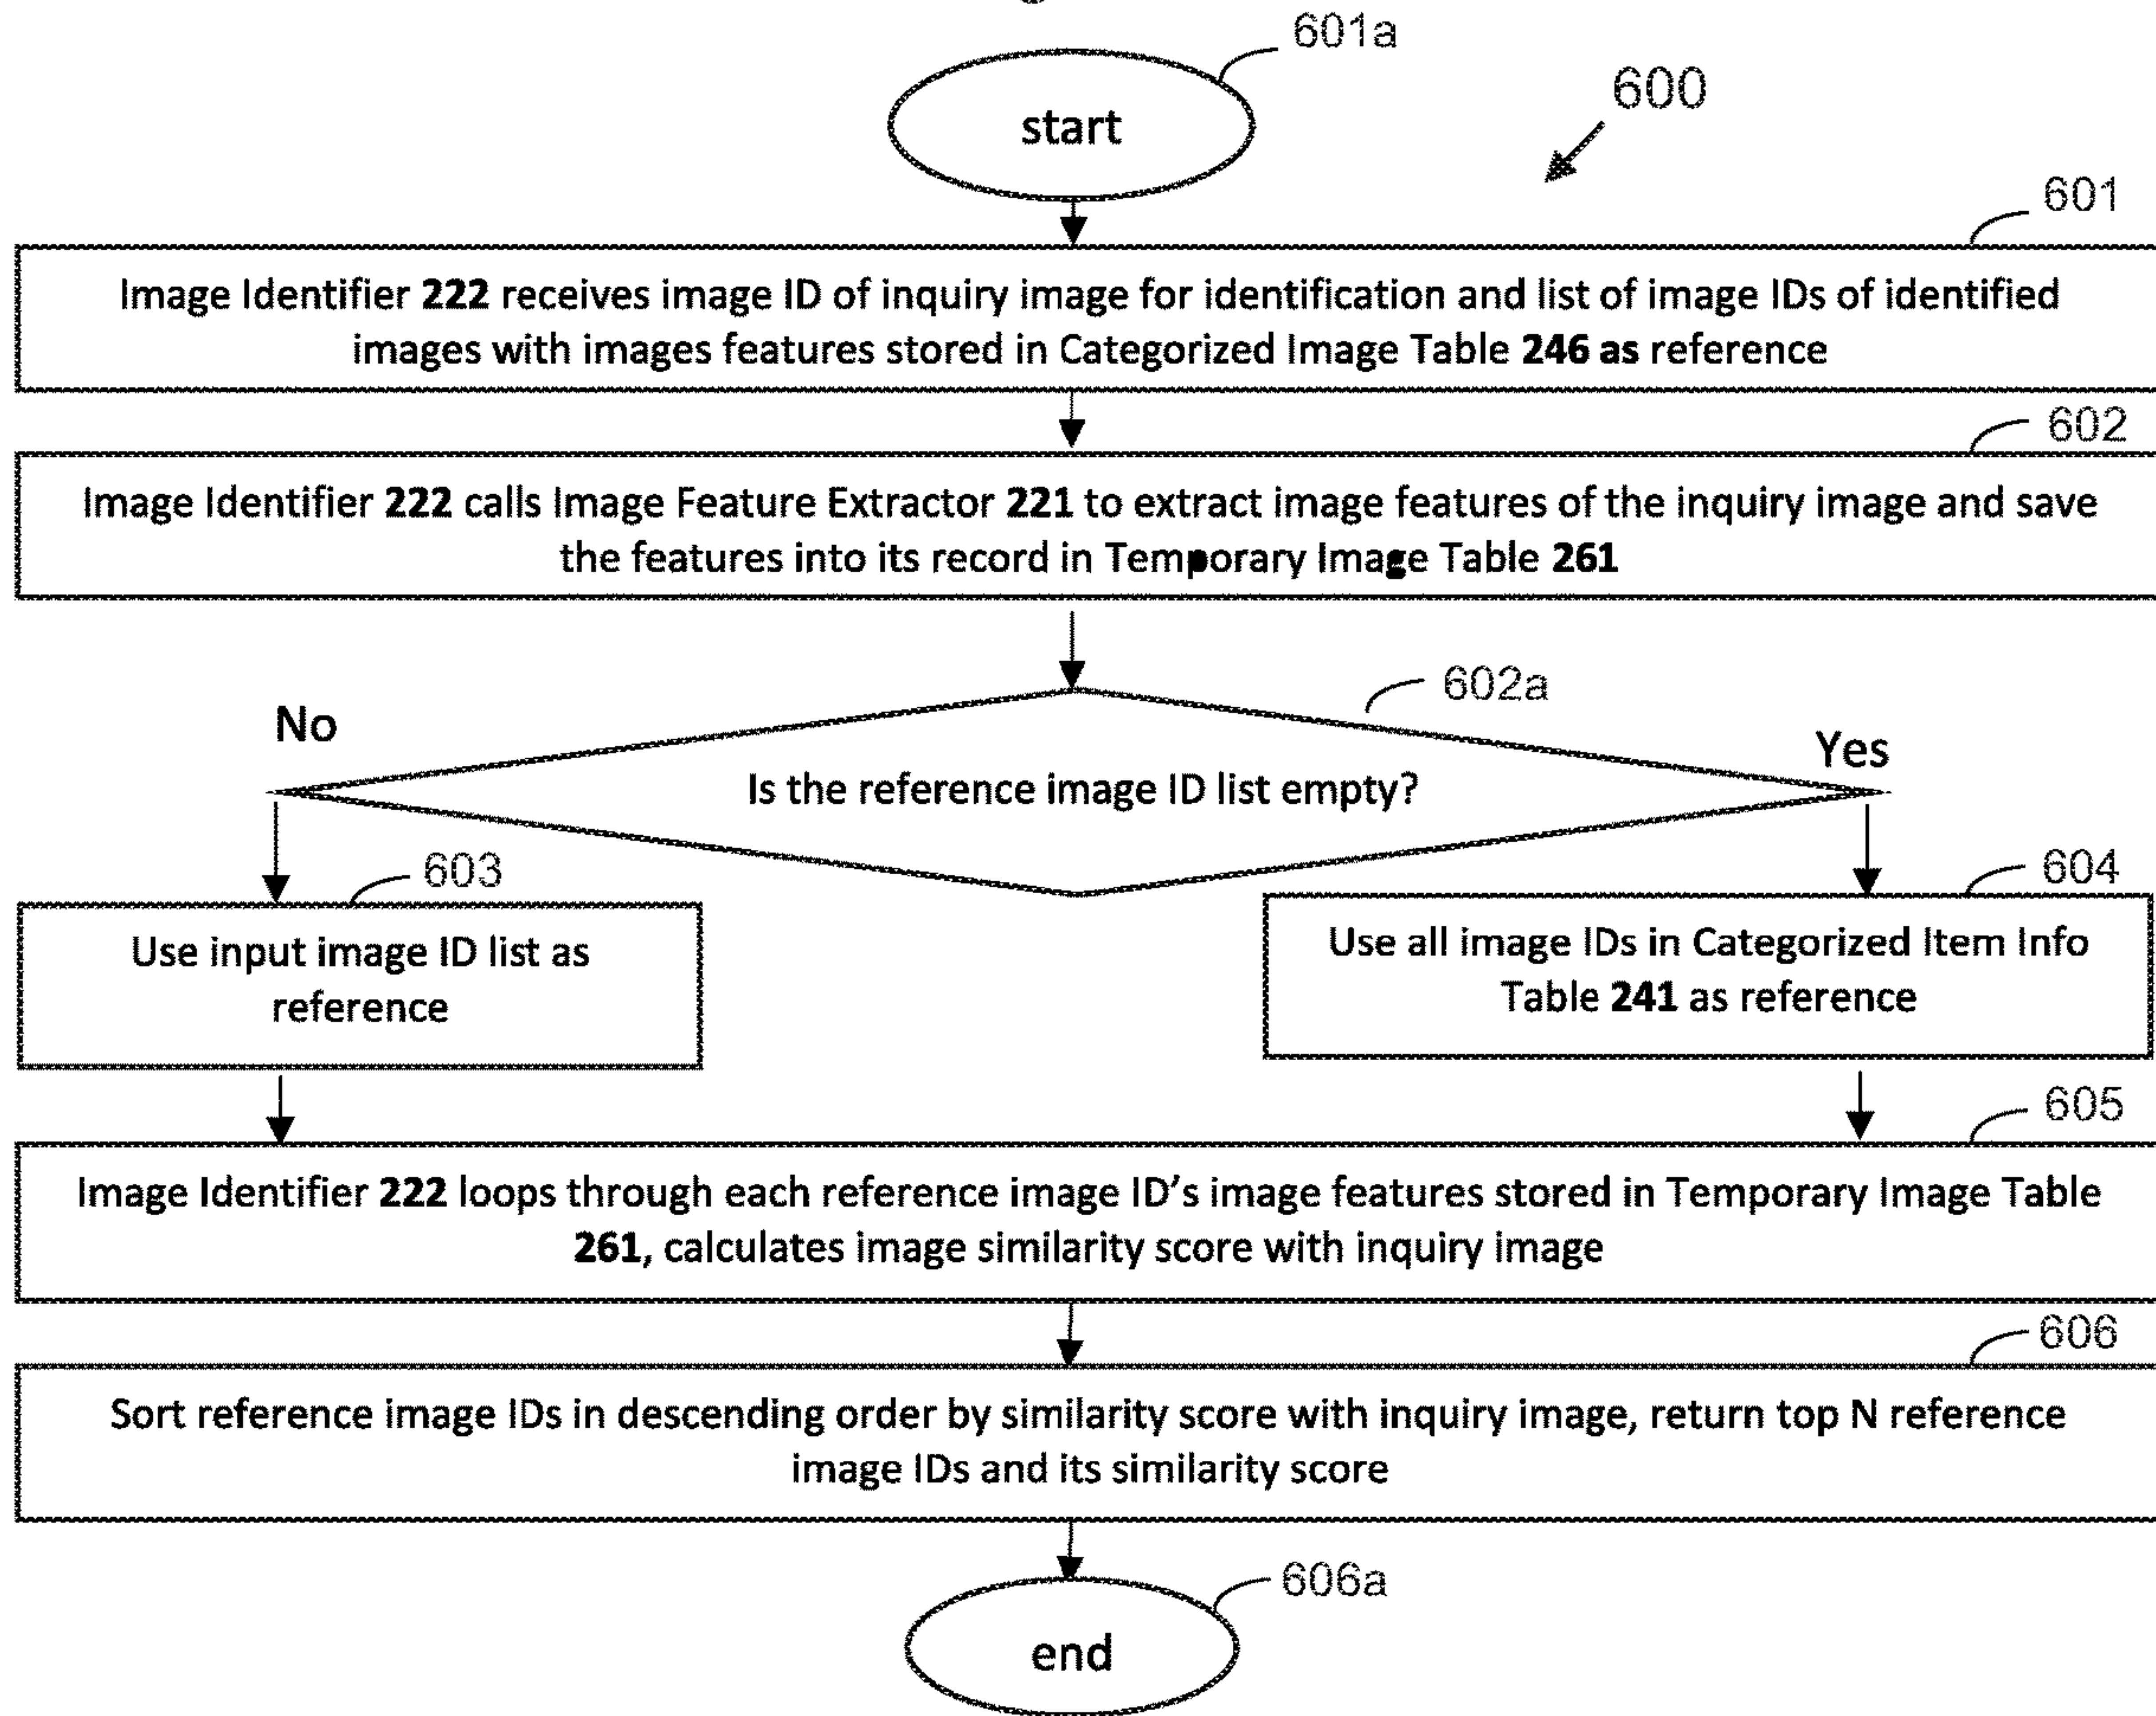 601a
start
600
601
Image Identifier 222 receives image ID of inquiry image for identification and list of image IDs of identified
images with images features stored in Categorized Image Table 246 as reference
602
Image Identifier 222 calls Image Feature Extractor 221 to extract image features of the inquiry image and save
the features into its record in Temporary Image Table 261
602a
No
Yes
Is the reference image ID list empty?
603
604
Use input image ID list as
reference
Use all image IDs in Categorized Item Info
Table 241 as reference
605
Image Identifier 222 loops through each reference image ID's image features stored in Temporary Image Table
261, calculates image similarity score with inquiry image
606
Sort reference image IDs in descending order by similarity score with inquiry image, return top N reference
image IDs and its similarity score
606a
end